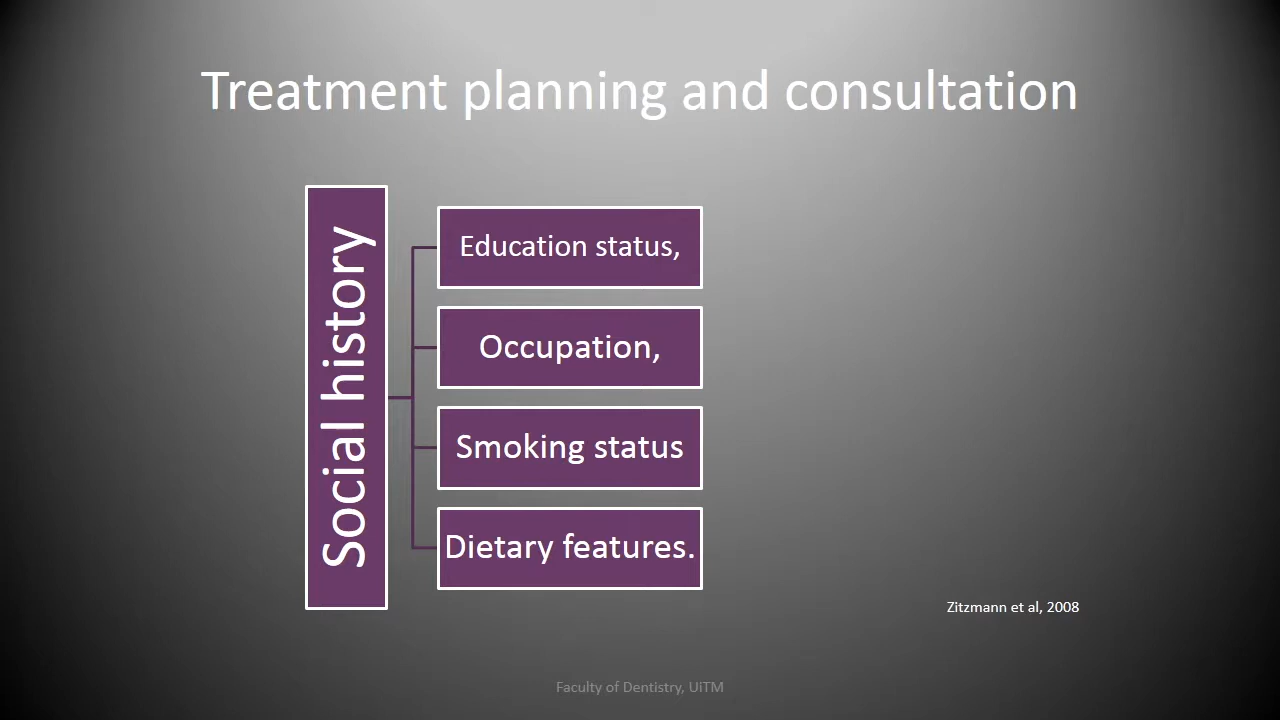 Treatment planning and consultation
Social history
Education status,
Occupation,
Smoking status
Dietary features.
Zitzmann et al, 2008
Faculty of Dentistry, UiTM